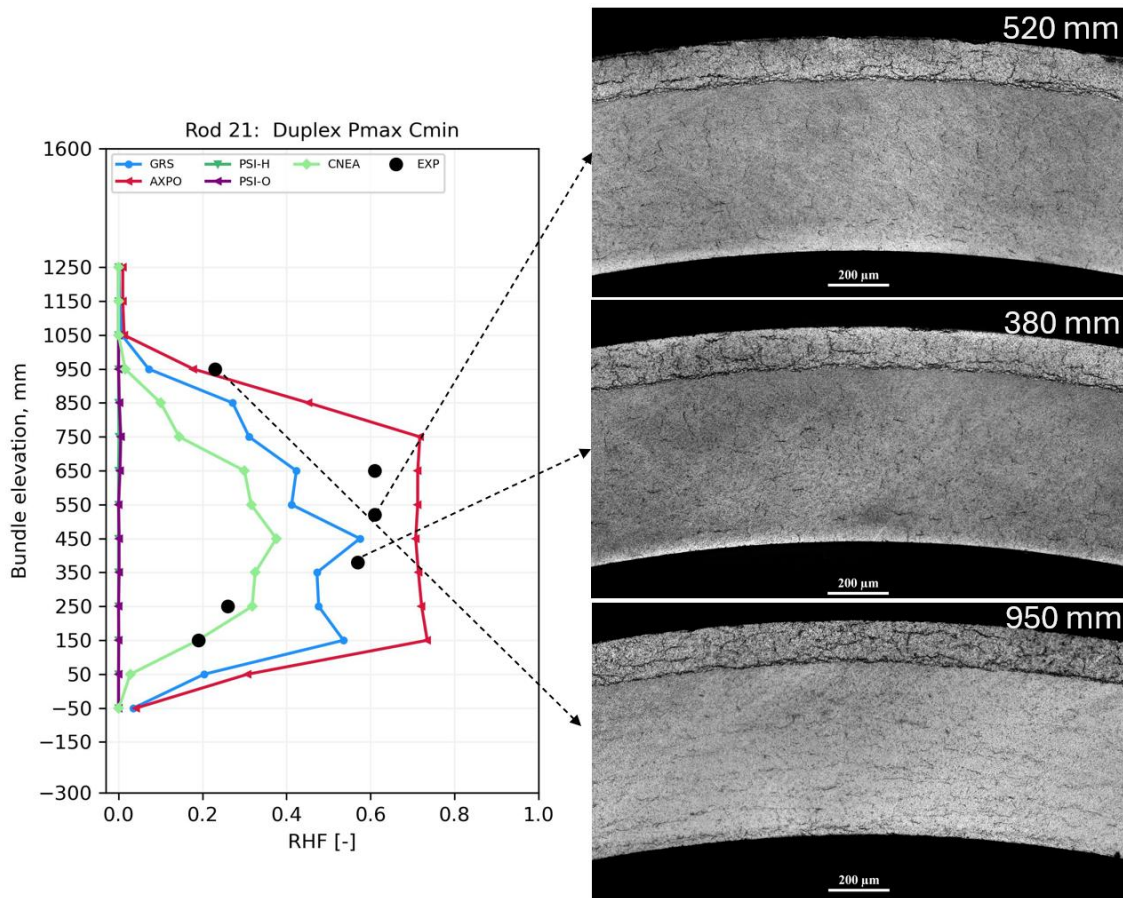 Rod 21: Duplex Pmax Cmin
GRS
AXPO
PSI-H
PSI-O
CNEA
EXP
1600
1250
1150
1050
950
850
750
650
550
450
350
250
150
50
−50
−150
−300
Bundle elevation, mm
0.0 0.2 0.4 0.6 0.8 1.0
RHF [-]
520 mm
200 µm
380 mm
200 µm
950 mm
200 µm